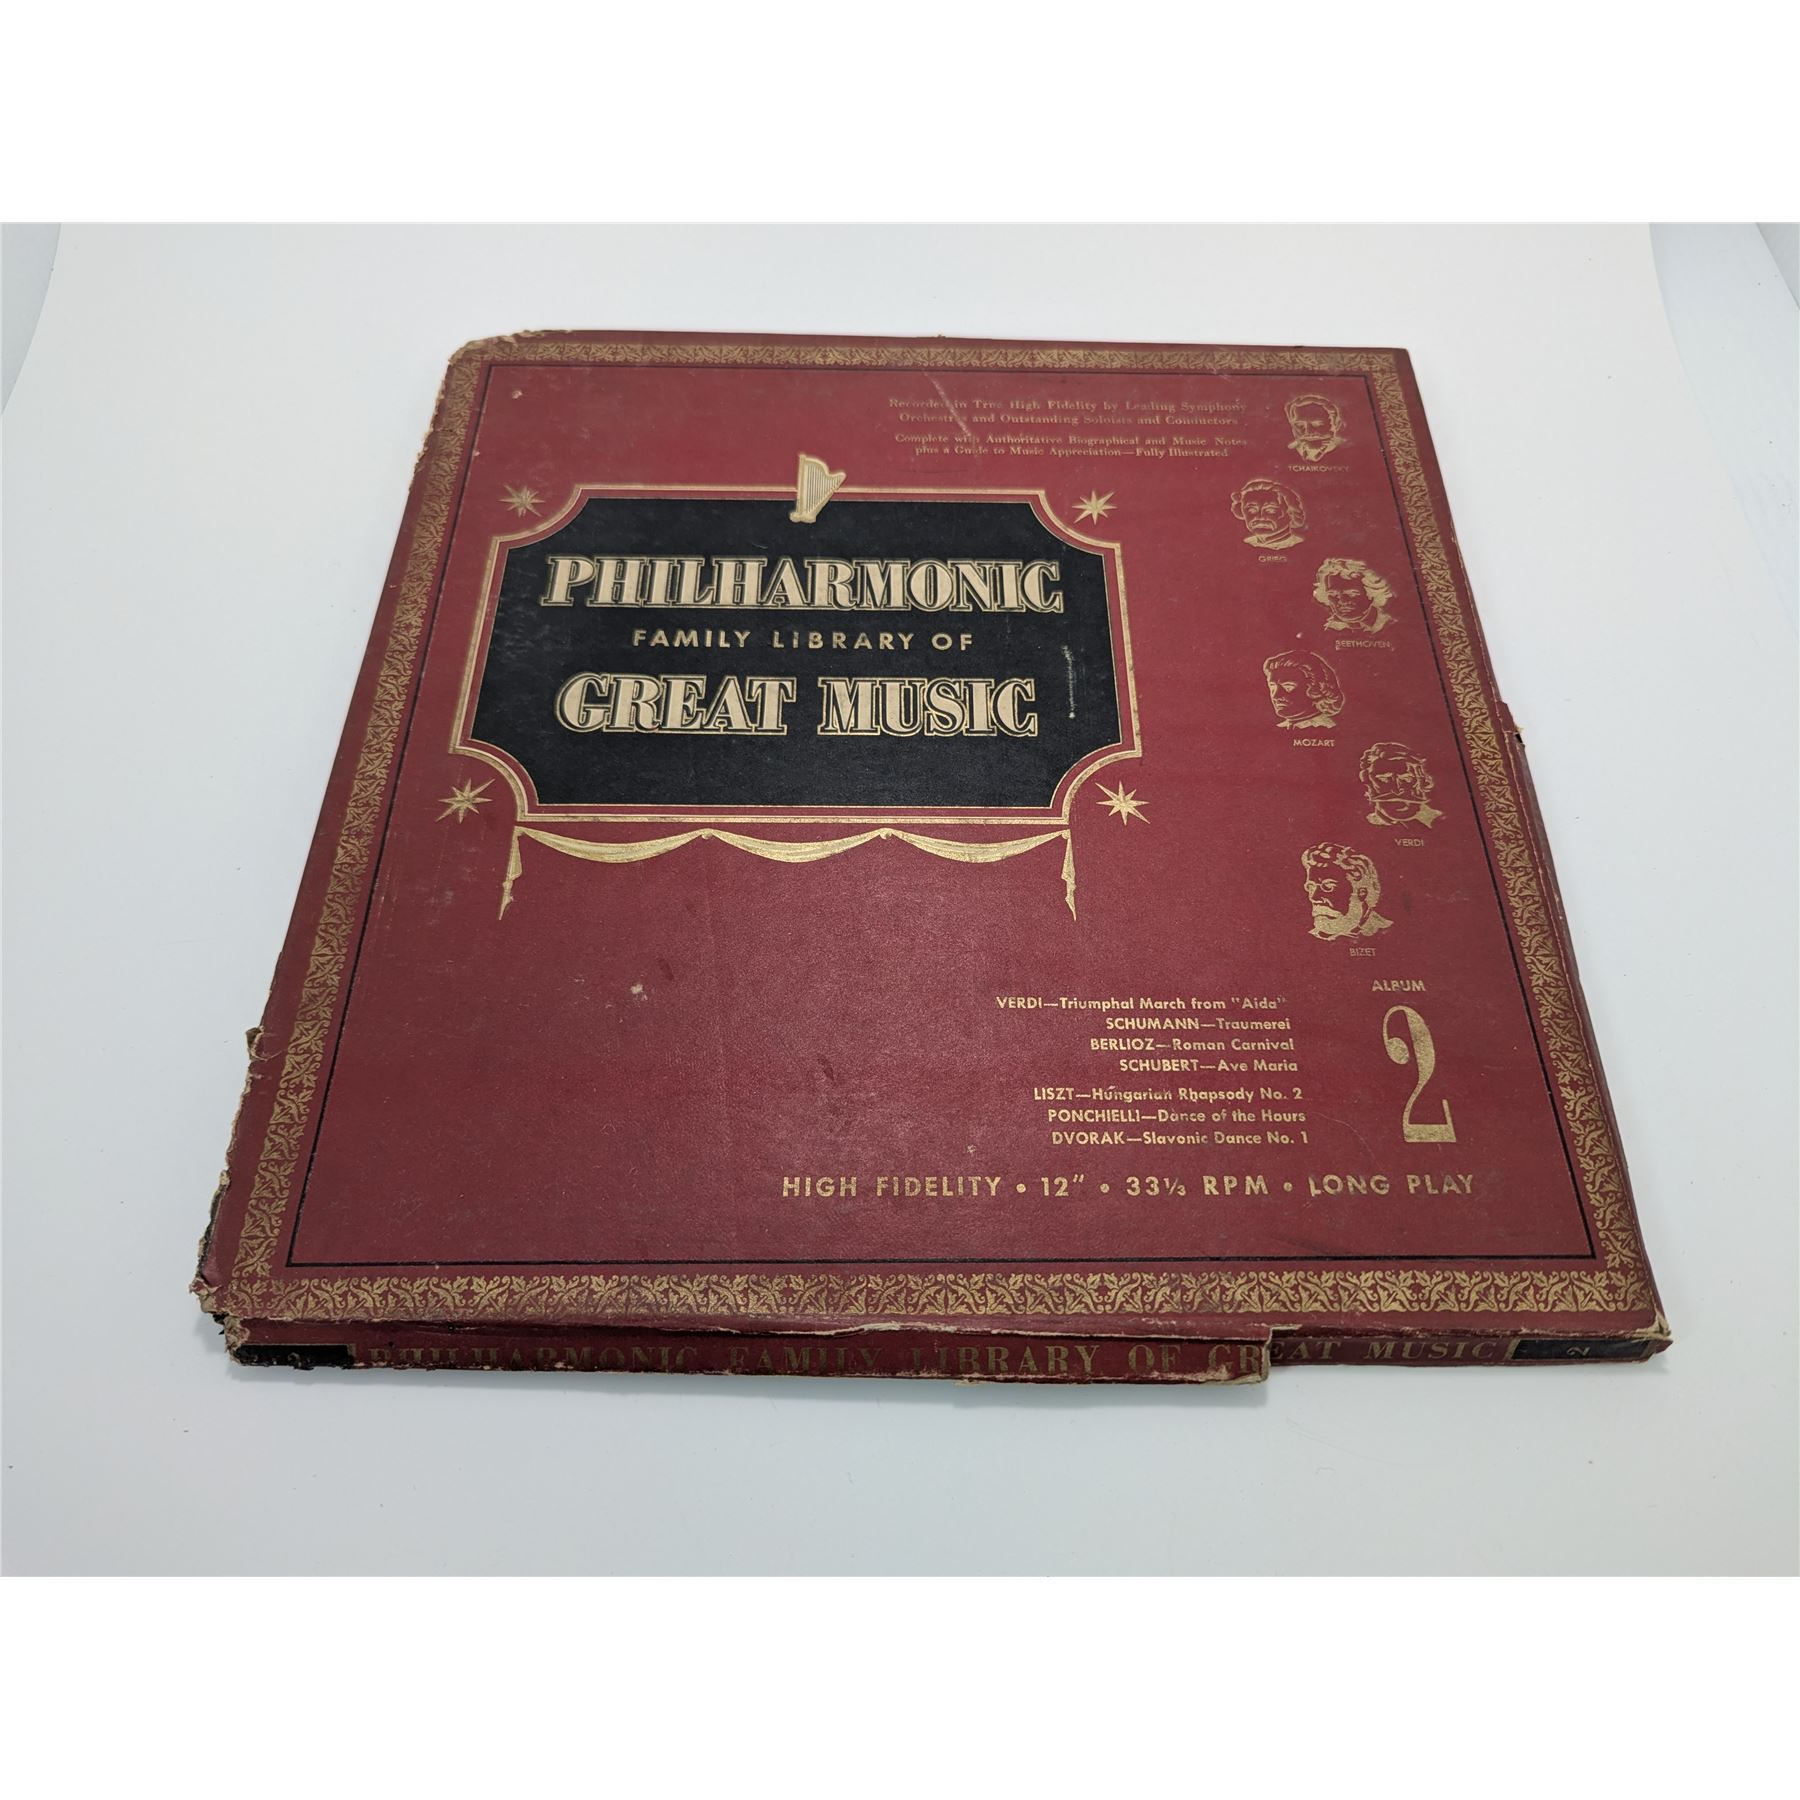 Recorded in True High Fidelity by Leading Symphony
Orchestras and Outstanding Soloists and Conductors
Complete with Authoritative Biographical and Music Notes
plus a Guide to Music Appreciation—Fully Illustrated
TCHAIKOVSKY
GRIEG
BEETHOVEN
MOZART
VERDI
BIZET
PHILHARMONIC
FAMILY LIBRARY OF
GREAT MUSIC
ALBUM
2
VERDI—Triumphal March from "Aida"
SCHUMANN—Traumerei
BERLIOZ—Roman Carnival
SCHUBERT—Ave Maria
LISZT—Hungarian Rhapsody No. 2
PONCHIELLI—Dance of the Hours
DVORAK—Slavonic Dance No. 1
HIGH FIDELITY • 12" • 33⅓ RPM • LONG PLAY
PHILHARMONIC FAMILY LIBRARY OF GREAT MUSIC 2